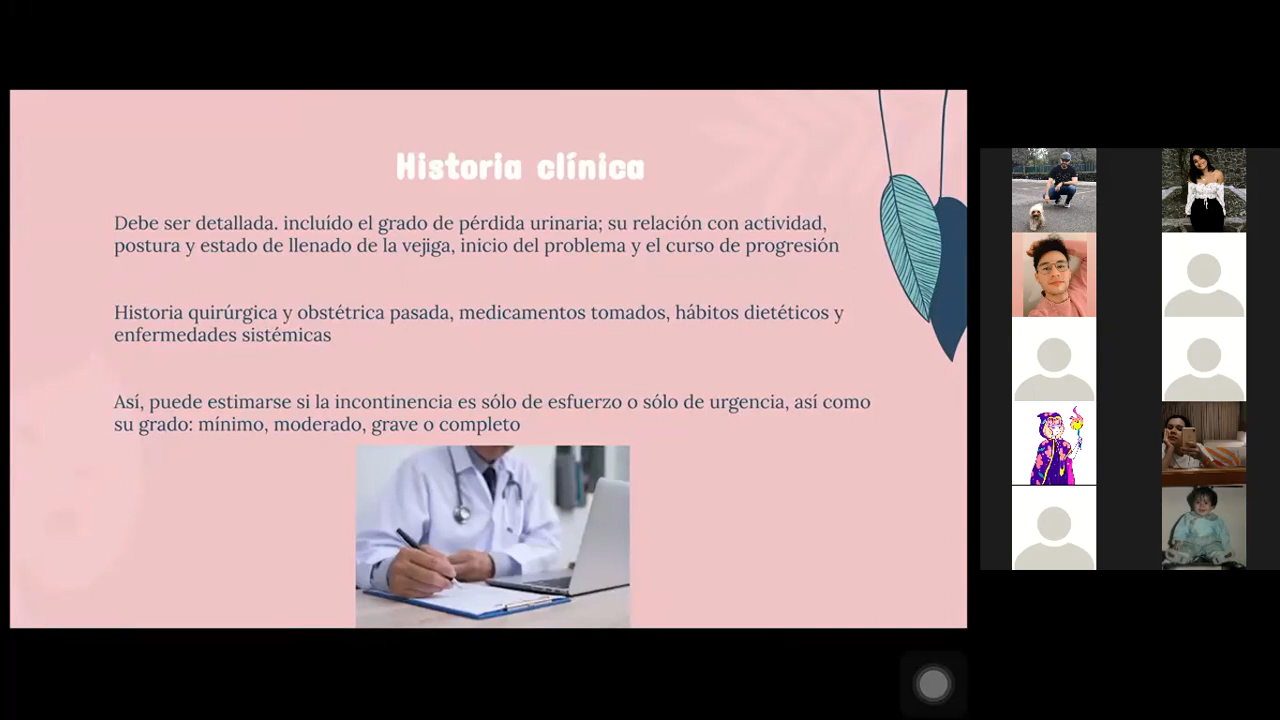 Historia clínica
Debe ser detallada. incluído el grado de pérdida urinaria; su relación con actividad,
postura y estado de llenado de la vejiga, inicio del problema y el curso de progresión
Historia quirúrgica y obstétrica pasada, medicamentos tomados, hábitos dietéticos y
enfermedades sistémicas
Así, puede estimarse si la incontinencia es sólo de esfuerzo o sólo de urgencia, así como
su grado: mínimo, moderado, grave o completo